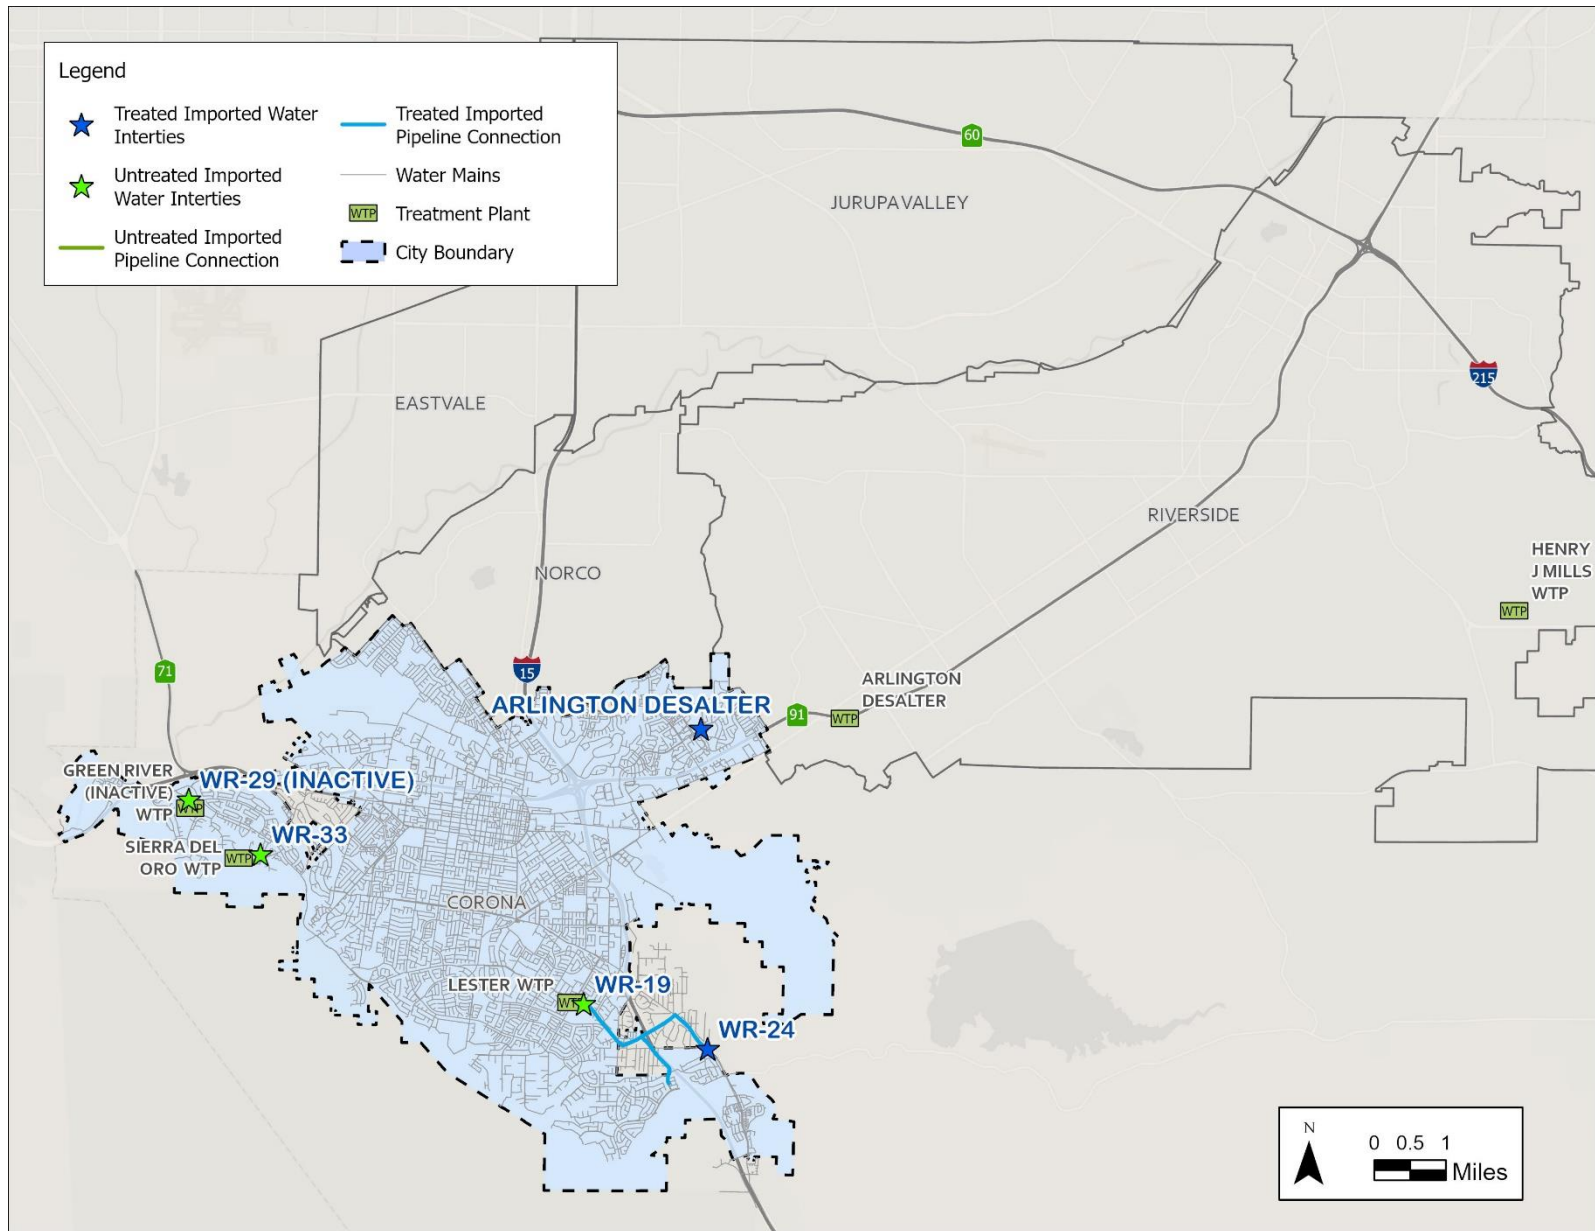 Legend
Treated Imported Water
Interties
Untreated Imported
Water Interties
Untreated Imported
Pipeline Connection
Treated Imported
Pipeline Connection
Water Mains
WTP
Treatment Plant
City Boundary
60
JURUPA VALLEY
215
EASTVALE
RIVERSIDE
HENRY
J MILLS
WTP
WTP
NORCO
71
15
ARLINGTON
DESALTER
ARLINGTON DESALTER
91
WTP
GREEN RIVER
(INACTIVE)
WTP
WR-29 (INACTIVE)
WTP
WR-33
SIERRA DEL
ORO WTP
WTP
CORONA
LESTER WTP
WR-19
WTP
WR-24
N
0 0.5 1
Miles